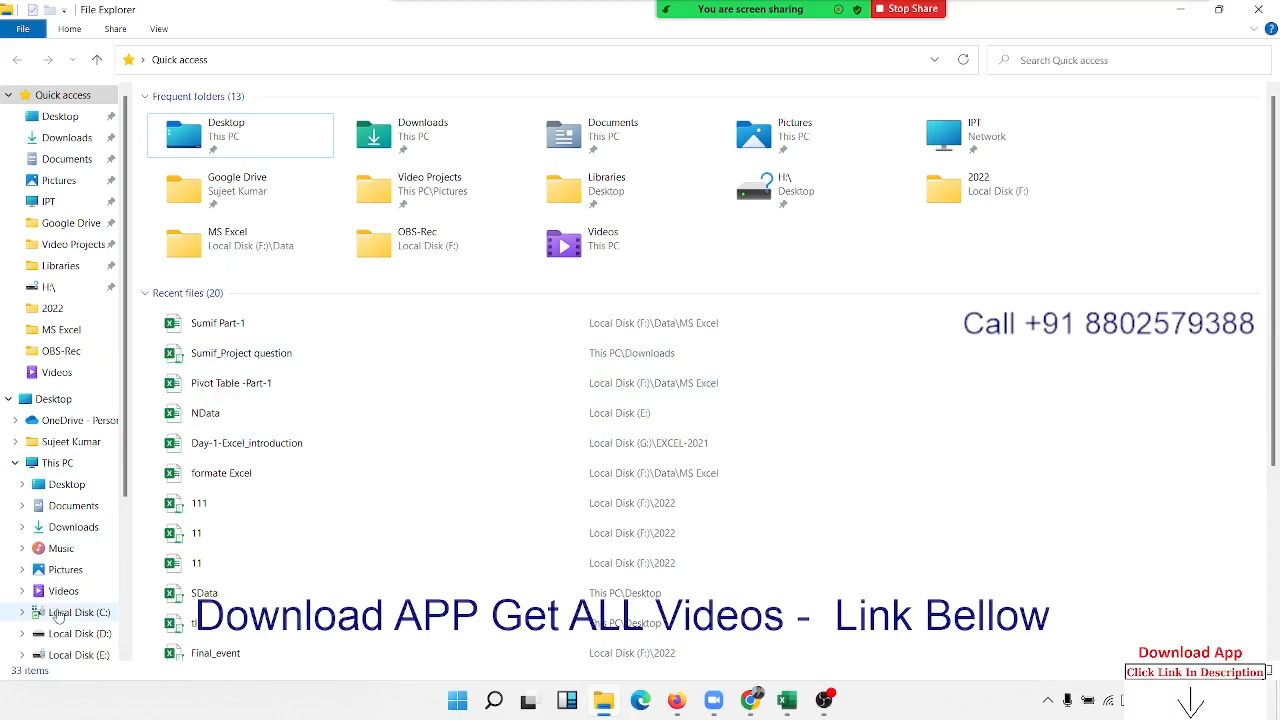 File Explorer
You are screen sharing
Stop Share
File
Home
Share
View
Quick access
Search Quick access
Quick access
Desktop
Downloads
Documents
Pictures
IPT
Google Drive
Video Projects
Libraries
H:\
2022
MS Excel
OBS-Rec
Videos
Desktop
OneDrive - Perso
Sujeet Kumar
This PC
Desktop
Documents
Downloads
Music
Pictures
Videos
Local Disk (C:)
Local Disk (D:)
Local Disk (E:)
Frequent folders (13)
Desktop
This PC
Downloads
This PC
Documents
This PC
Pictures
This PC
IPT
Network
Google Drive
Sujeet Kumar
Video Projects
This PC\Pictures
Libraries
Desktop
H:\
Desktop
2022
Local Disk (F:)
MS Excel
Local Disk (F:)\Data
OBS-Rec
Local Disk (F:)
Videos
This PC
Recent files (20)
Sumif Part-1 Local Disk (F:)\Data\MS Excel
Sumif_Project question This PC\Downloads
Pivot Table -Part-1 Local Disk (F:)\Data\MS Excel
NData Local Disk (E:)
Day-1-Excel_introduction Local Disk (G:)\EXCEL-2021
formate Excel Local Disk (F:)\Data\MS Excel
111 Local Disk (F:)\2022
11 Local Disk (F:)\2022
11 Local Disk (F:)\2022
SData This PC\Desktop
This PC\Desktop
Final_event Local Disk (F:)\2022
Call +91 8802579388
Download APP Get ALL Videos - Link Bellow
33 items
Download App
Click Link In Description